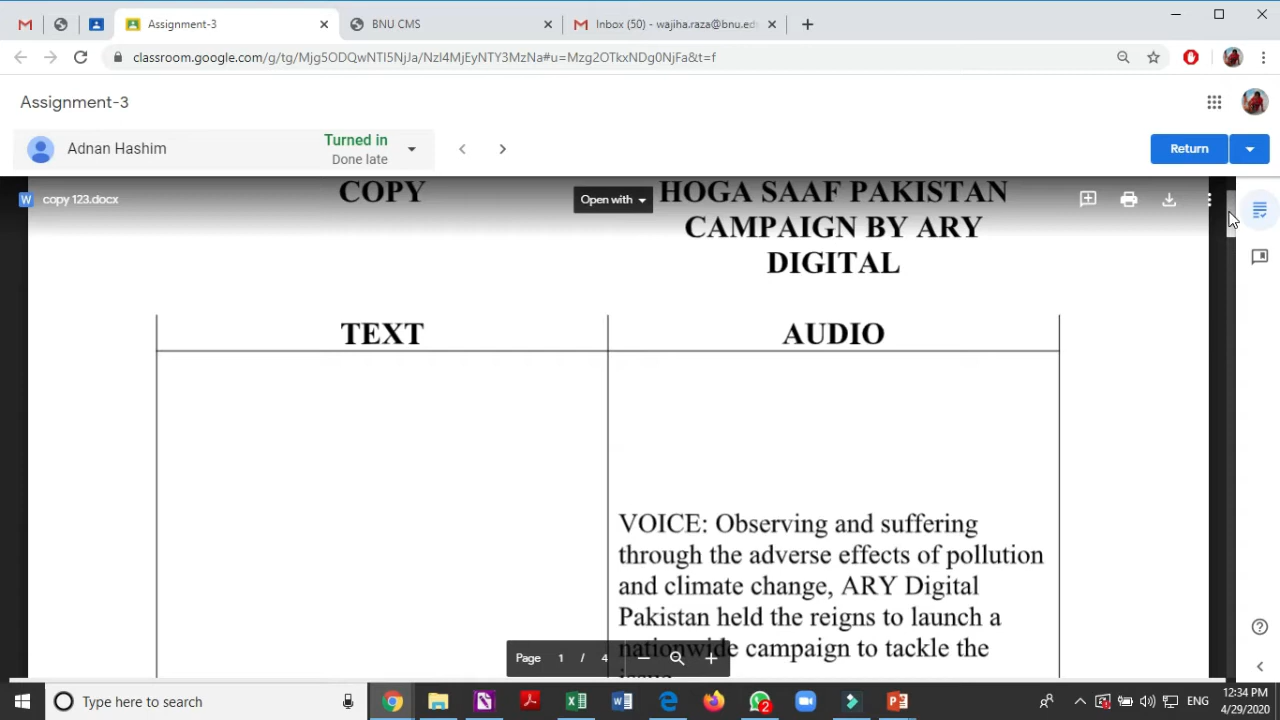 Assignment-3
BNU CMS
Inbox (50) - wajiha.raza@bnu.ed
classroom.google.com/g/tg/Mjg5ODQwNTI5NjJa/NzI4MjEyNTY3MzNa#u=Mzg2OTkxNDg0NjFa&t=f
Assignment-3
Adnan Hashim
Turned in
Done late
Return
copy 123.docx
COPY
Open with
HOGA SAAF PAKISTAN
CAMPAIGN BY ARY
DIGITAL
TEXT
AUDIO
VOICE: Observing and suffering
through the adverse effects of pollution
and climate change, ARY Digital
Pakistan held the reigns to launch a
nationwide campaign to tackle the
Page 1 / 4
Type here to search
2
ENG
12:34 PM
4/29/2020